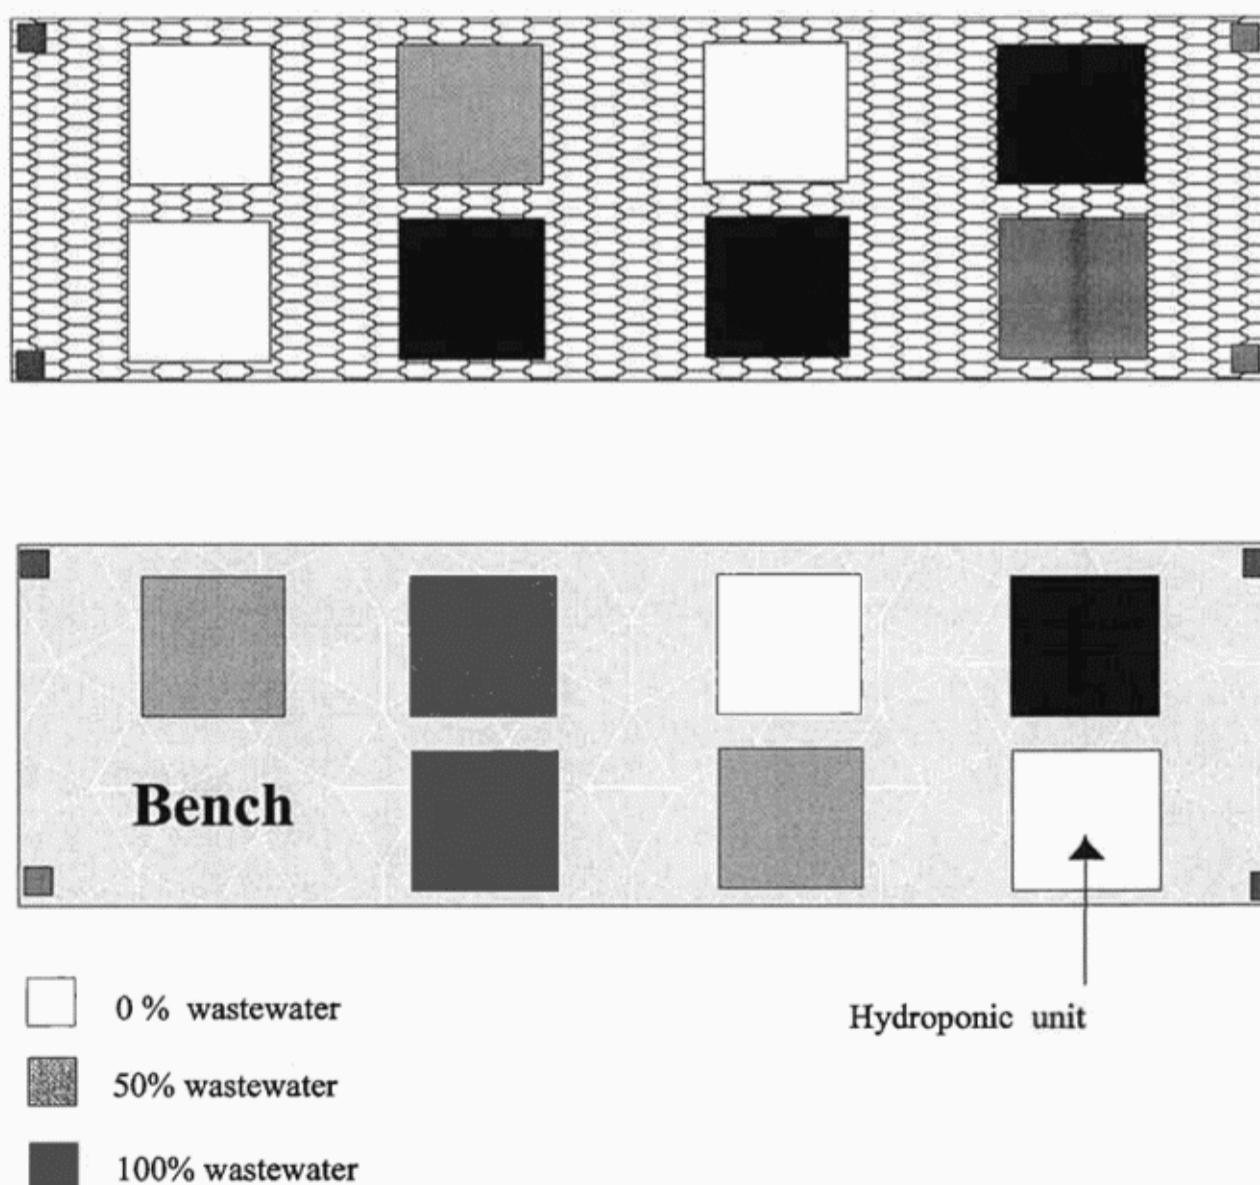 Bench
Hydroponic unit
0 % wastewater
50% wastewater
100% wastewater